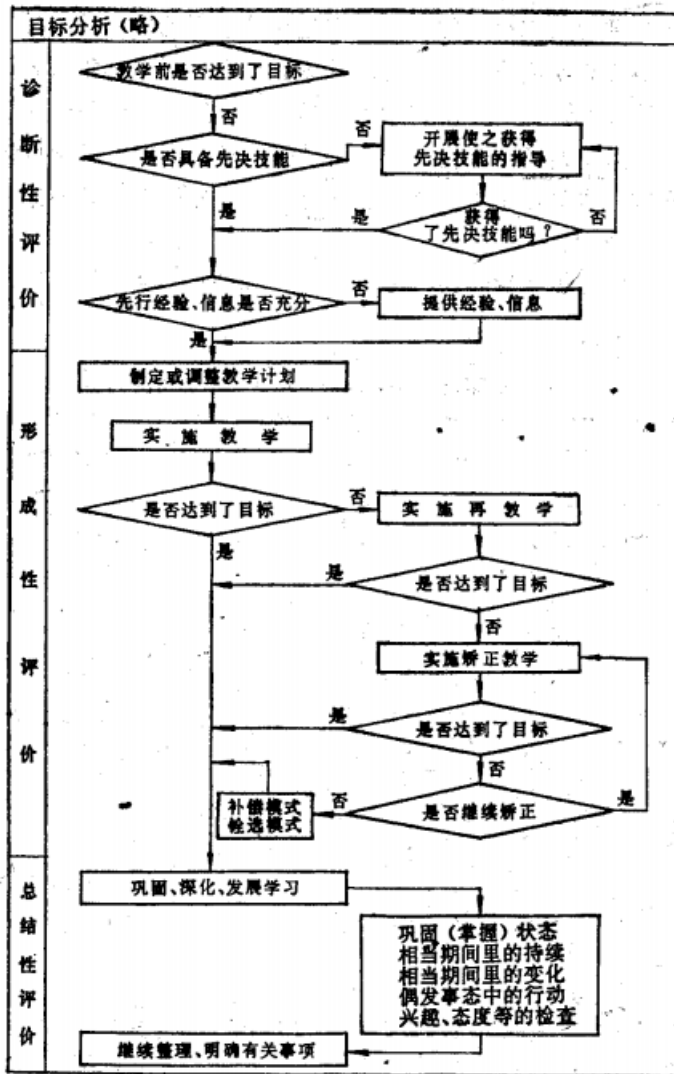 目标分析（略）
诊断性评价
教学前是否达到了目标
否
是否具备先决技能
否
开展使之获得
先决技能的指导
是
是
获得
了先决技能吗？
否
先行经验、信息是否充分
否
提供经验、信息
是
形成性评价
制定或调整教学计划
实施教学
是否达到了目标
否
实施再教学
是
是
是否达到了目标
否
实施矫正教学
是
是否达到了目标
否
补偿模式
铨选模式
否
是否继续矫正
是
总结性评价
巩固、深化、发展学习
巩固（掌握）状态
相当期间里的持续
相当期间里的变化
偶发事态中的行动
兴趣、态度等的检查
继续整理、明确有关事项